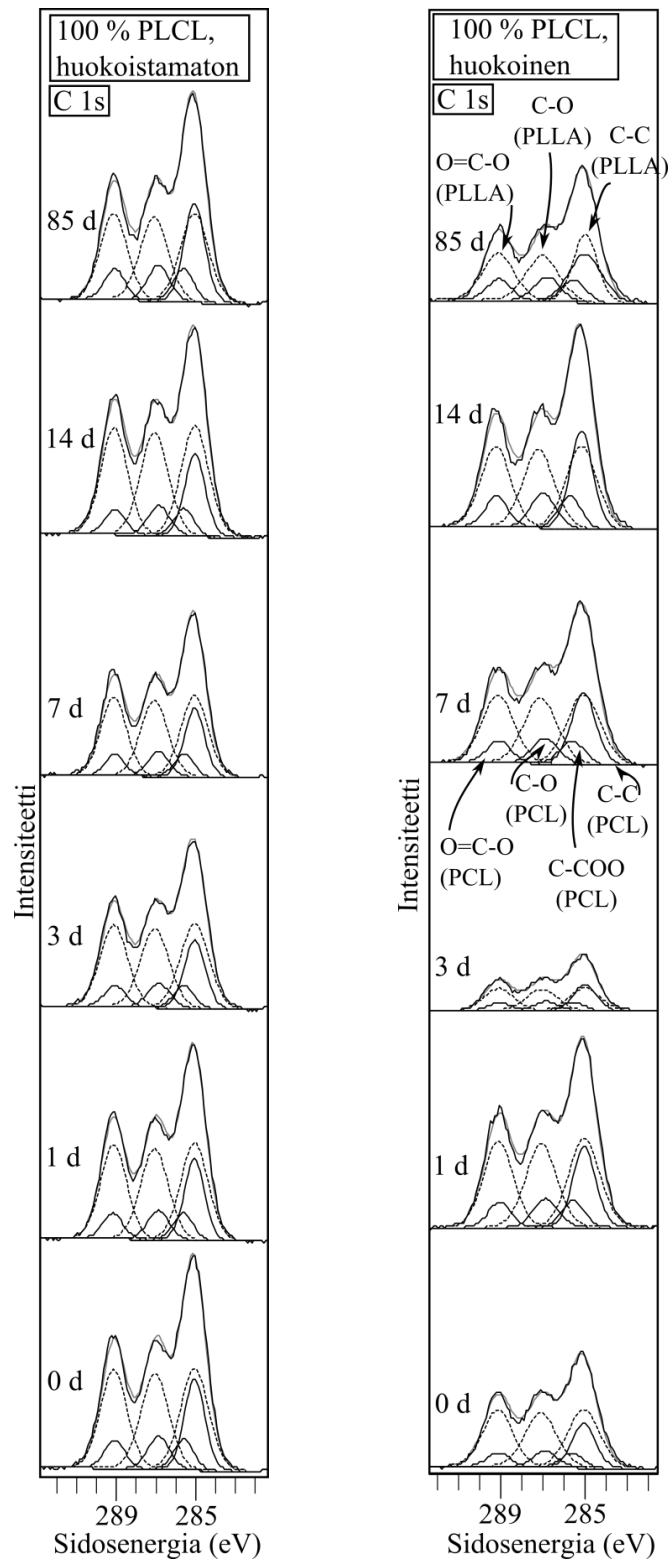 100 % PLCL,
huokoistamaton
C 1s
85 d
14 d
7 d
3 d
1 d
0 d
Intensiteetti
289
285
Sidosenergia (eV)
100 % PLCL,
huokoinen
C 1s
C-O
(PLLA)
C-C
(PLLA)
O=C-O
(PLLA)
85 d
14 d
7 d
C-O
(PCL)
C-C
(PCL)
O=C-O
(PCL)
C-COO
(PCL)
3 d
1 d
0 d
Intensiteetti
289
285
Sidosenergia (eV)